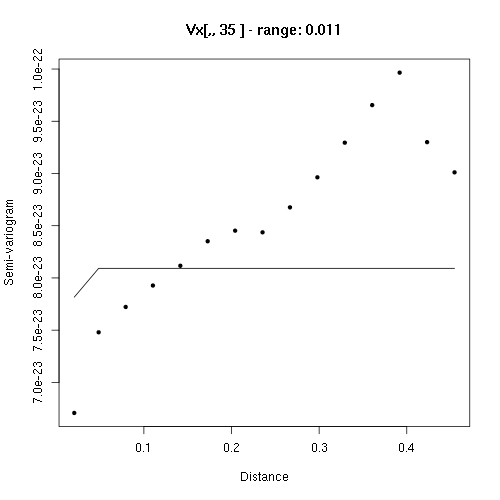 Vx[,, 35 ] - range: 0.011
1.0e-22
9.5e-23
9.0e-23
8.5e-23
8.0e-23
7.5e-23
7.0e-23
Semi-variogram
0.1 0.2 0.3 0.4
Distance